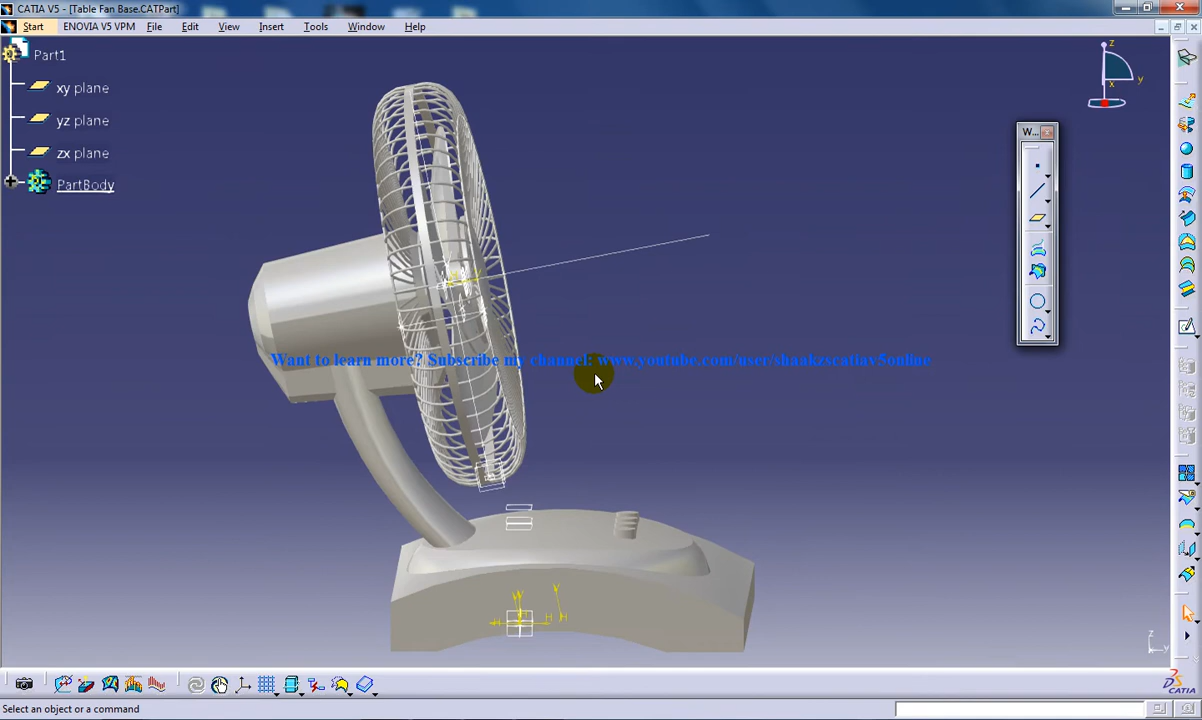 CATIA V5 - [Table Fan Base.CATPart]
Start ENOVIA V5 VPM File Edit View Insert Tools Window Help
Part1
xy plane
yz plane
zx plane
PartBody
z
y
x
W...
Want to learn more? Subscribe my channel: www.youtube.com/user/shaakzscatiav5online
V
H
H
H
z
y
CATIA
Select an object or a command